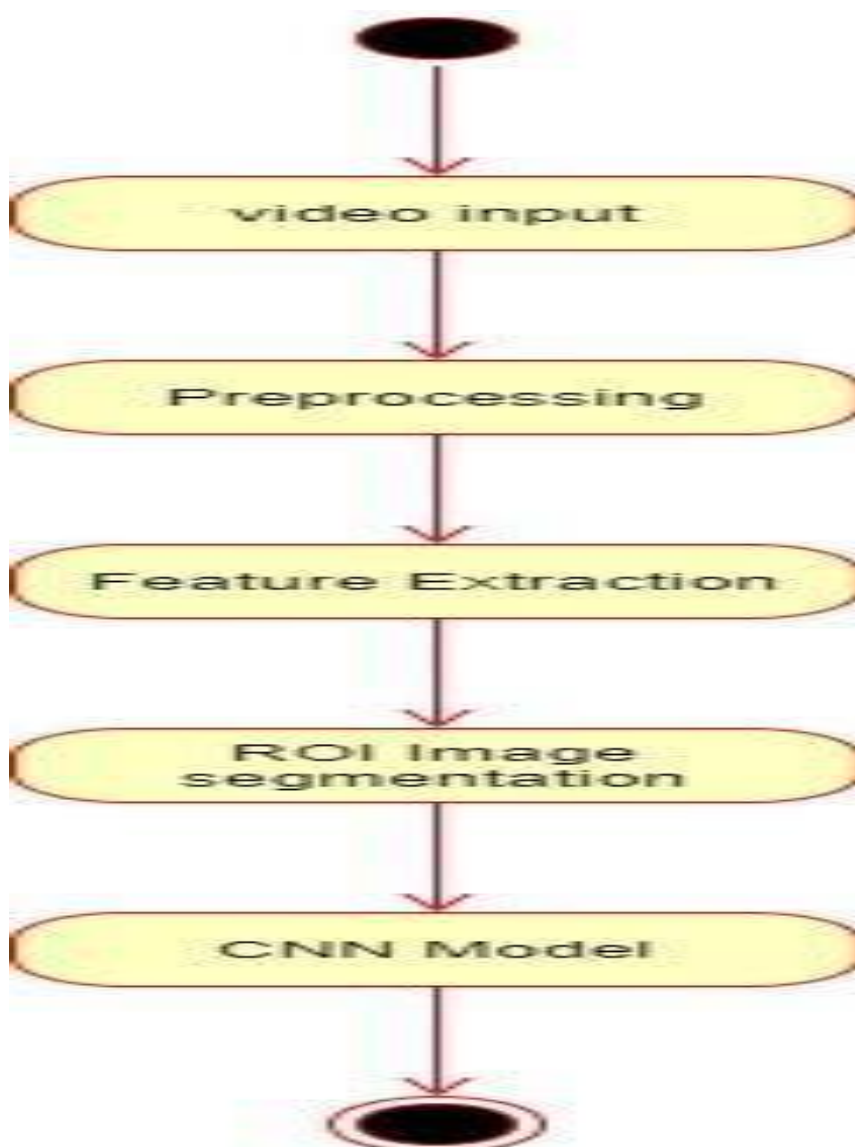 video input
Preprocessing
Feature Extraction
ROI Image
segmentation
CNN Model